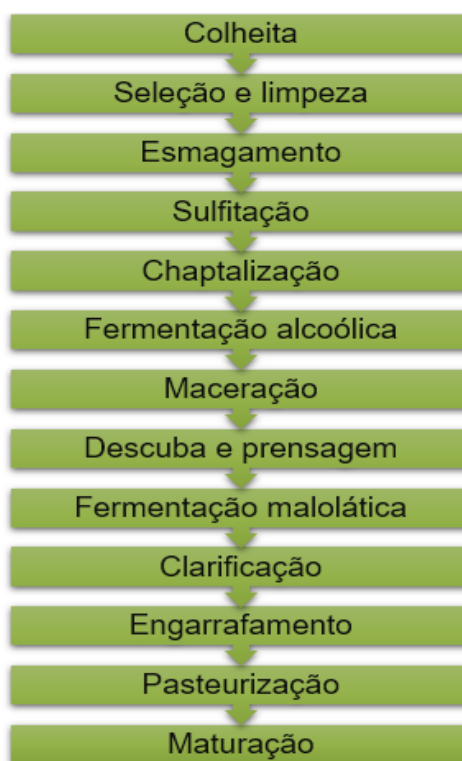 Colheita
Seleção e limpeza
Esmagamento
Sulfitação
Chaptalização
Fermentação alcoólica
Maceração
Descuba e prensagem
Fermentação malolática
Clarificação
Engarrafamento
Pasteurização
Maturação